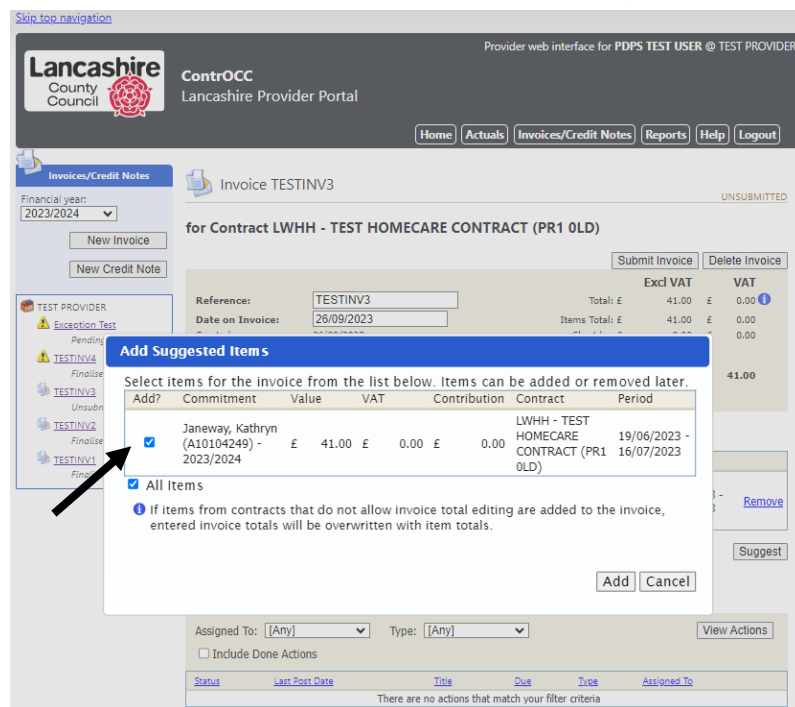 Skip top navigation
Provider web interface for PDPS TEST USER @ TEST PROVIDER
Lancashire
County
Council
ContrOCC
Lancashire Provider Portal
Home Actuals Invoices/Credit Notes Reports Help Logout
Invoices/Credit Notes
Financial year:
2023/2024
New Invoice
New Credit Note
TEST PROVIDER
Exception Test
Pending
TESTINV4
Finalise
TESTINV3
Unsubn
TESTINV2
Finalise
TESTINV1
Invoice TESTINV3
UNSUBMITTED
for Contract LWHH - TEST HOMECARE CONTRACT (PR1 0LD)
Submit Invoice Delete Invoice
Excl VAT VAT
Reference: TESTINV3 Total: £ 41.00 £ 0.00
Date on Invoice: 26/09/2023 Items Total: £ 41.00 £ 0.00
0.00
41.00
Add Suggested Items
Select items for the invoice from the list below. Items can be added or removed later.
Add? Commitment Value VAT Contribution Contract Period
Janeway, Kathryn (A10104249) - 2023/2024 £ 41.00 £ 0.00 £ 0.00 LWHH - TEST HOMECARE CONTRACT (PR1 0LD) 19/06/2023 - 16/07/2023
All Items
If items from contracts that do not allow invoice total editing are added to the invoice,
entered invoice totals will be overwritten with item totals.
Add Cancel
Remove
Suggest
Assigned To: [Any] Type: [Any] View Actions
Include Done Actions
Status Last Post Date Title Due Type Assigned To
There are no actions that match your filter criteria